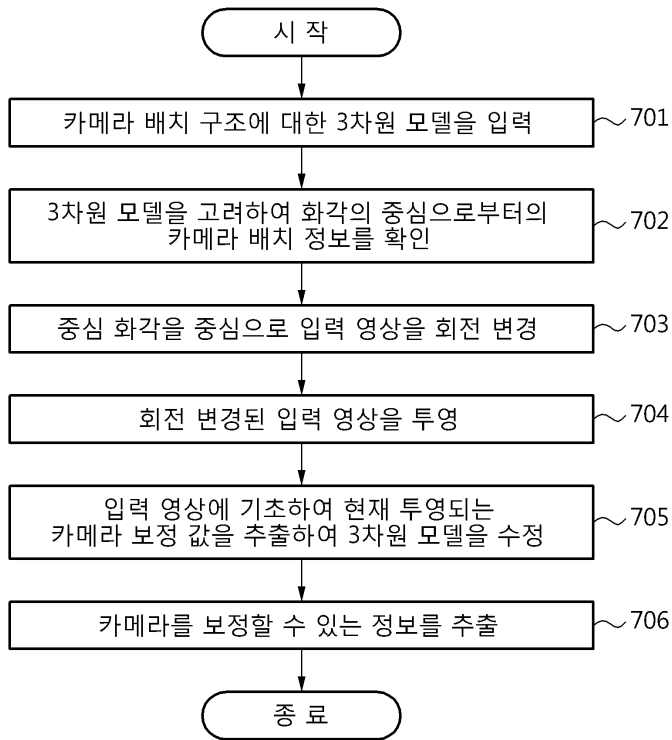 시 작
카메라 배치 구조에 대한 3차원 모델을 입력
701
3차원 모델을 고려하여 화각의 중심으로부터의
카메라 배치 정보를 확인
702
중심 화각을 중심으로 입력 영상을 회전 변경
703
회전 변경된 입력 영상을 투영
704
입력 영상에 기초하여 현재 투영되는
카메라 보정 값을 추출하여 3차원 모델을 수정
705
카메라를 보정할 수 있는 정보를 추출
706
종 료